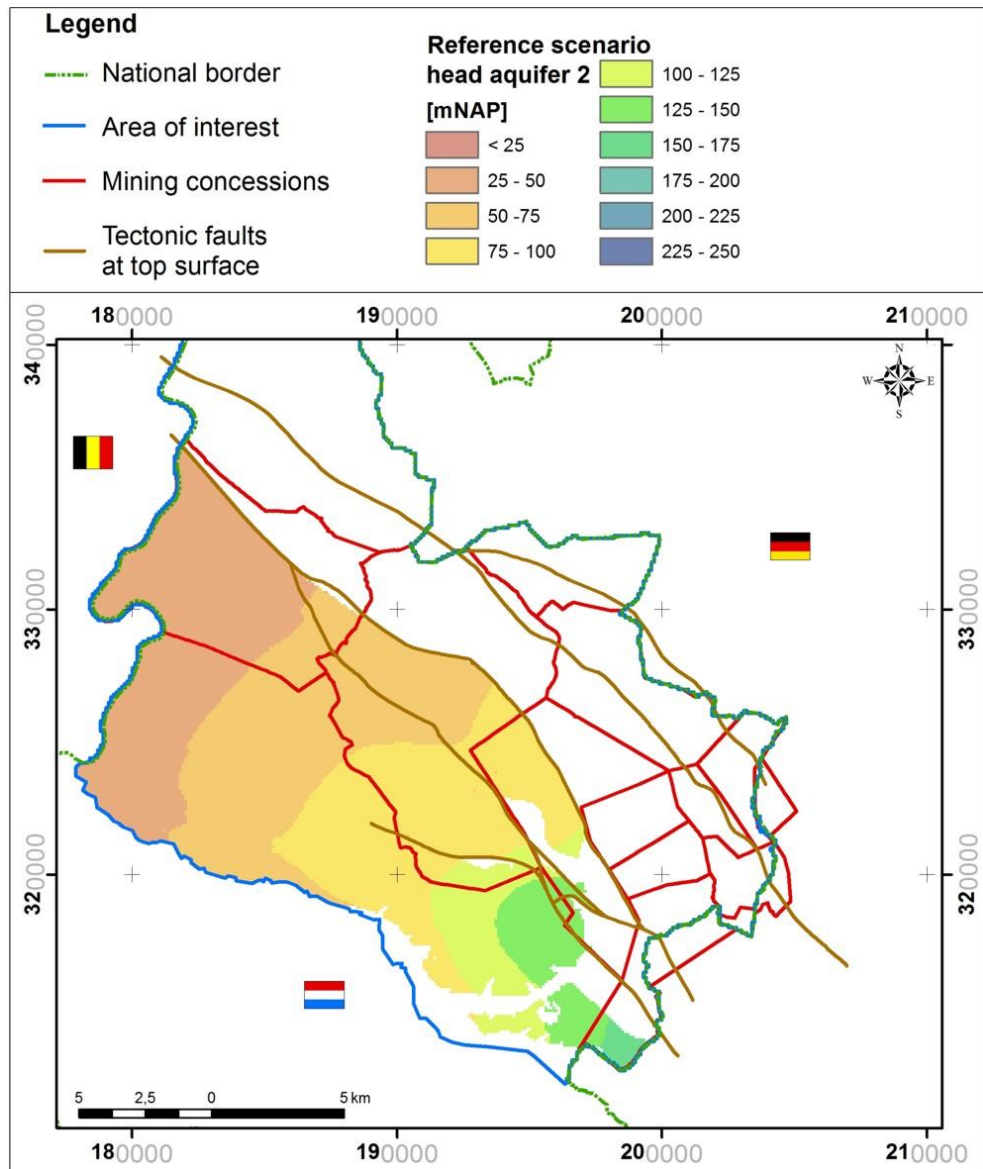 Legend
National border
Area of interest
Mining concessions
Tectonic faults
at top surface
Reference scenario
head aquifer 2
[mNAP]
< 25
25 - 50
50 -75
75 - 100
100 - 125
125 - 150
150 - 175
175 - 200
200 - 225
225 - 250
180000
190000
200000
210000
340000
340000
N
W E
S
330000
330000
320000
320000
5 2,5 0 5 km
180000
190000
200000
210000